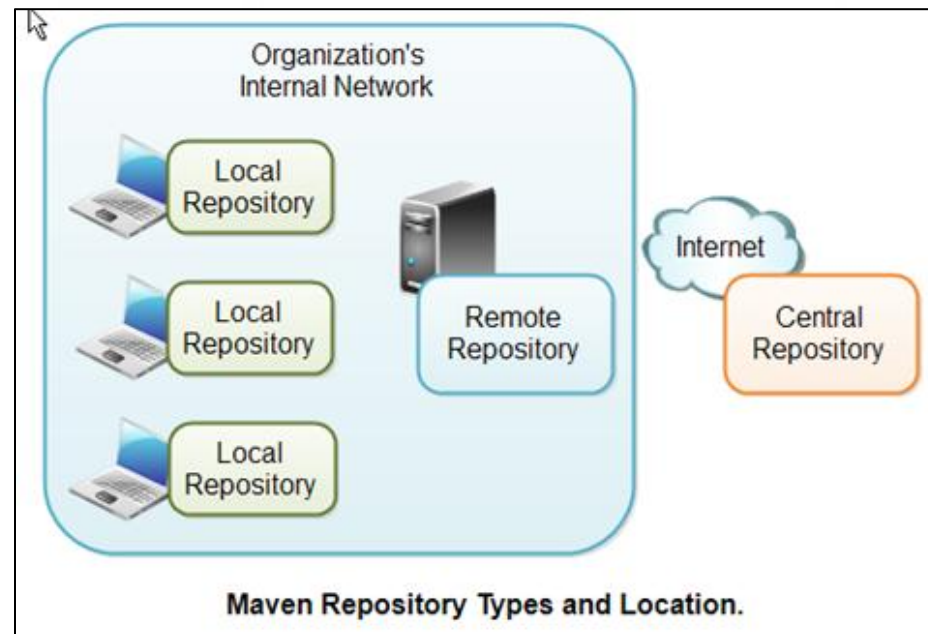 Organization's
Internal Network
Local
Repository
Local
Repository
Local
Repository
Remote
Repository
Internet
Central
Repository
Maven Repository Types and Location.